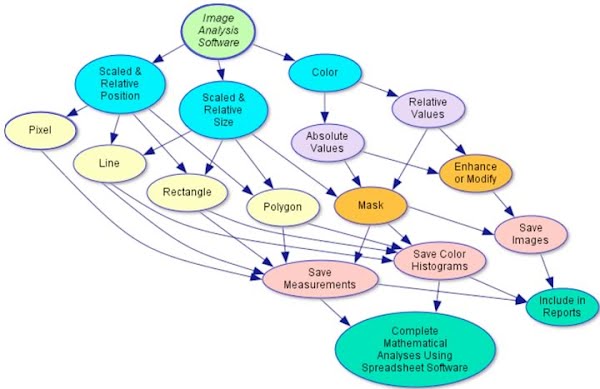 Image
Analysis
Software
Scaled &
Relative
Position
Scaled &
Relative
Size
Color
Relative
Values
Pixel
Line
Absolute
Values
Rectangle
Polygon
Mask
Enhance
or Modify
Save
Images
Save
Measurements
Save Color
Histograms
Include in
Reports
Complete
Mathematical
Analyses Using
Spreadsheet Software